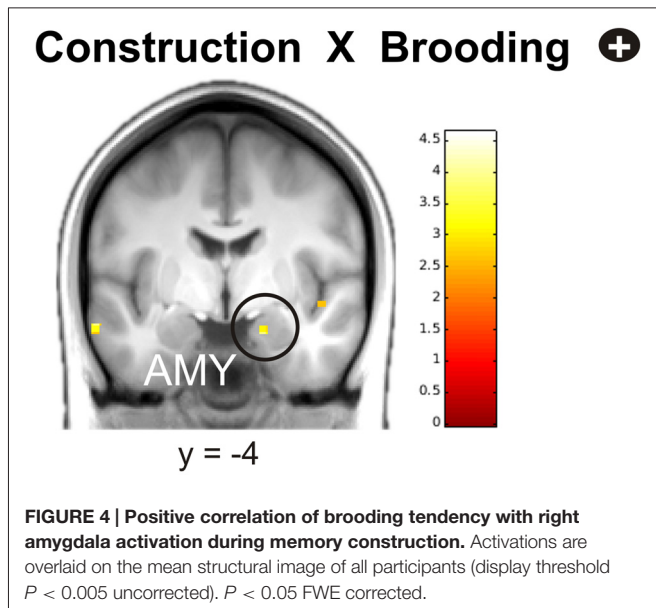 Construction X Brooding +
4.5
4
3.5
3
2.5
2
1.5
1
0.5
0
AMY
y = -4
FIGURE 4 | Positive correlation of brooding tendency with right
amygdala activation during memory construction. Activations are
overlaid on the mean structural image of all participants (display threshold
P < 0.005 uncorrected). P < 0.05 FWE corrected.